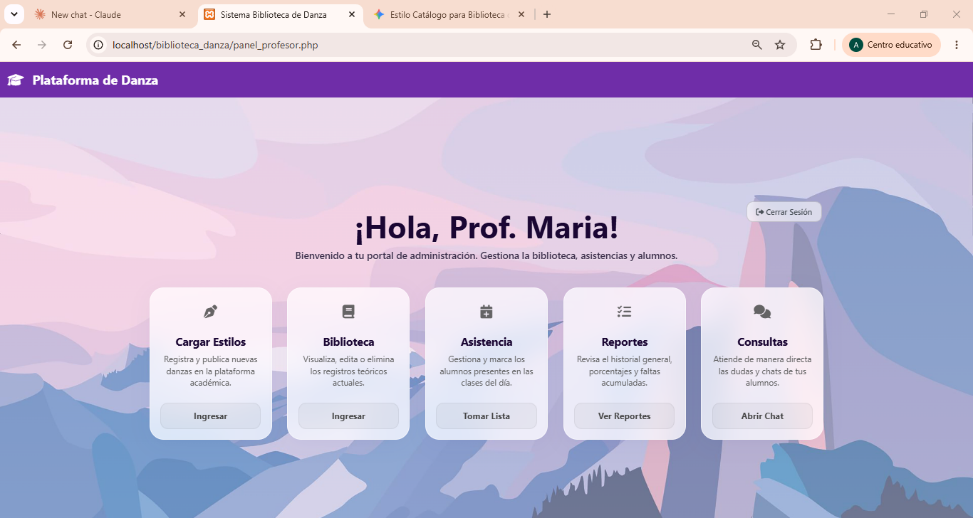 New chat - Claude
Sistema Biblioteca de Danza
Estilo Catálogo para Biblioteca
localhost/biblioteca_danza/panel_profesor.php
A
Centro educativo
Plataforma de Danza
Cerrar Sesión
¡Hola, Prof. Maria!
Bienvenido a tu portal de administración. Gestiona la biblioteca, asistencias y alumnos.
Cargar Estilos
Registra y publica nuevas
danzas en la plataforma
académica.
Ingresar
Biblioteca
Visualiza, edita o elimina
los registros teóricos
actuales.
Ingresar
Asistencia
Gestiona y marca los
alumnos presentes en las
clases del día.
Tomar Lista
Reportes
Revisa el historial general,
porcentajes y faltas
acumuladas.
Ver Reportes
Consultas
Atiende de manera directa
las dudas y chats de tus
alumnos.
Abrir Chat